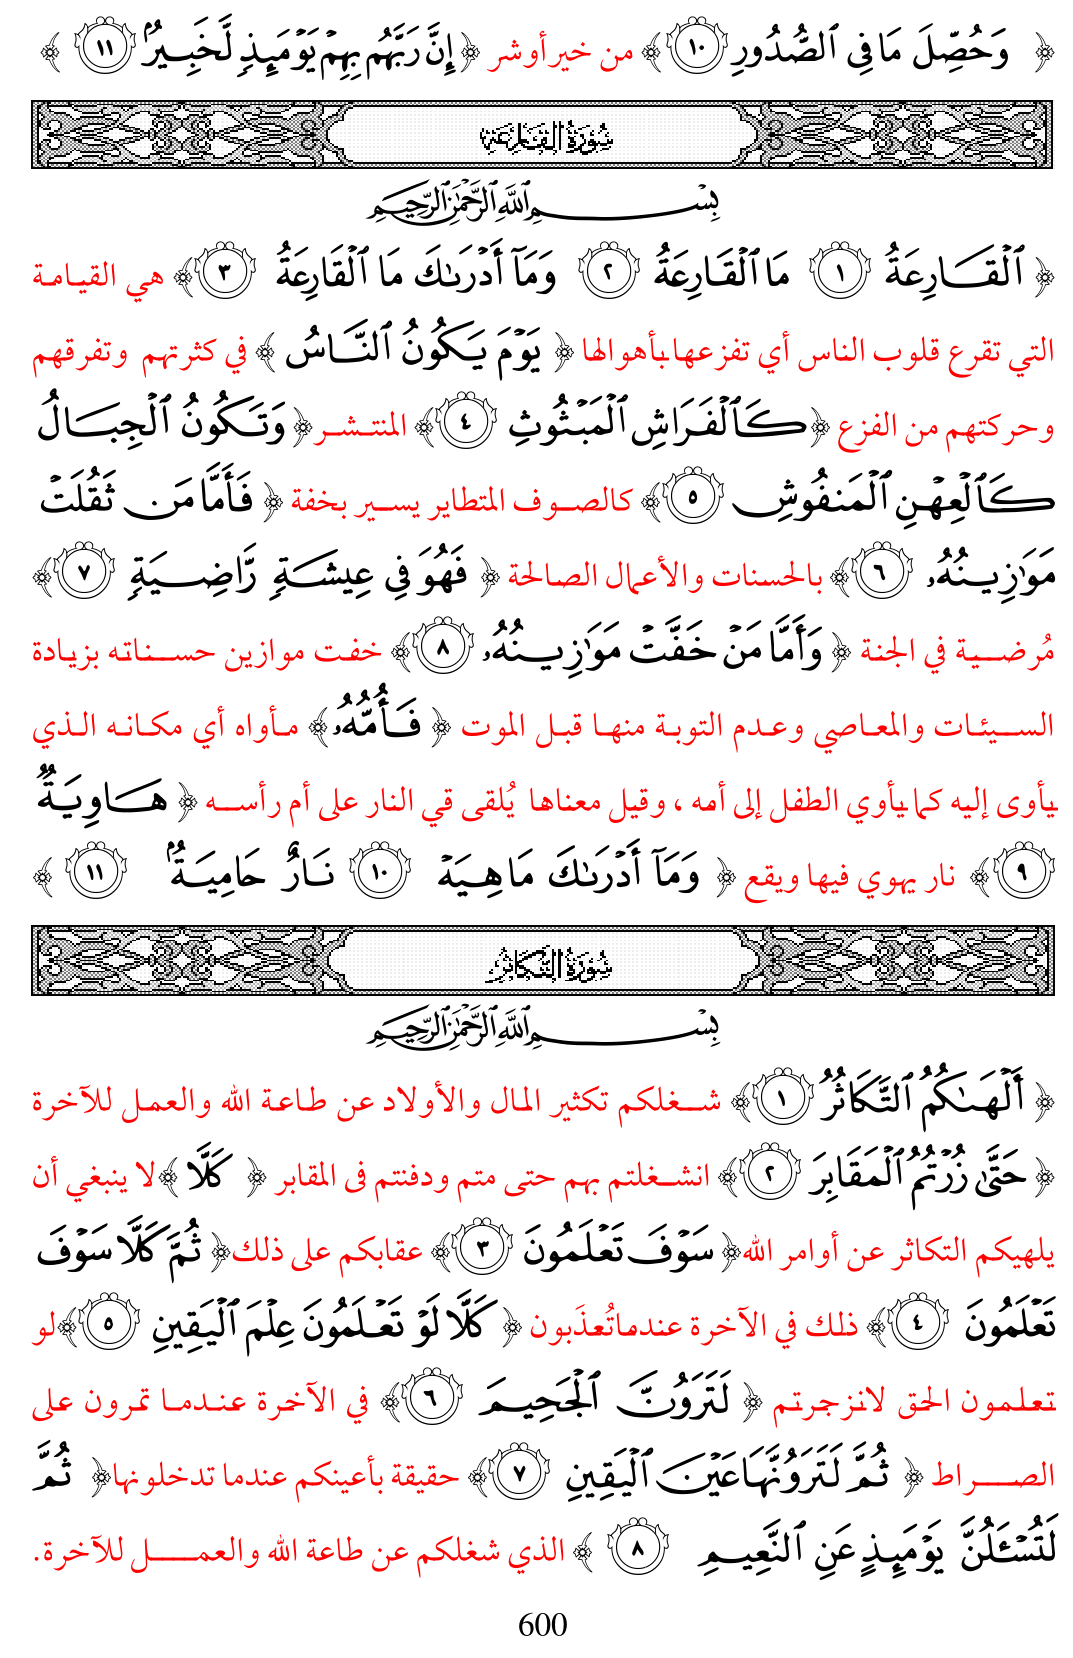 ﴿ وَحُصِّلَ مَا فِى ٱلصُّدُورِ ١٠﴾ من خير أو شر ﴿ إِنَّ رَبَّهُم بِهِمْ يَوْمَئِذٍ لَّخَبِيرٌۢ ١١ ﴾
سُورَةُ القَارِعَة
بِسْمِ ٱللَّهِ ٱلرَّحْمَٰنِ ٱلرَّحِيمِ
﴿ ٱلْقَارِعَةُ ١ مَا ٱلْقَارِعَةُ ٢ وَمَآ أَدْرَىٰكَ مَا ٱلْقَارِعَةُ ٣﴾ هي القيامة
التي تقرع قلوب الناس أي تفزعها بأهوالها ﴿ يَوْمَ يَكُونُ ٱلنَّاسُ ﴾ في كثرتهم وتفرقهم
وحركتهم من الفزع ﴿كَٱلْفَرَاشِ ٱلْمَبْثُوثِ ٤﴾ المنتشر﴿ وَتَكُونُ ٱلْجِبَالُ
كَٱلْعِهْنِ ٱلْمَنفُوشِ ٥﴾ كالصوف المتطاير يسير بخفة ﴿ فَأَمَّا مَن ثَقُلَتْ
مَوَٰزِينُهُۥ ٦﴾ بالحسنات والأعمال الصالحة ﴿ فَهُوَ فِى عِيشَةٍ رَّاضِيَةٍ ٧﴾
مُرضية في الجنة ﴿ وَأَمَّا مَنْ خَفَّتْ مَوَٰزِينُهُۥ ٨﴾ خفت موازين حسناته بزيادة
السيئات والمعاصي وعدم التوبة منها قبل الموت ﴿ فَأُمُّهُۥ﴾ مأواه أي مكانه الذي
يأوى إليه كما يأوي الطفل إلى أمه ، وقيل معناها يُلقى قي النار على أم رأسه ﴿ هَاوِيَةٌ
٩﴾ نار يهوي فيها ويقع ﴿ وَمَآ أَدْرَىٰكَ مَا هِيَهْ ١٠ نَارٌ حَامِيَةٌۢ ١١ ﴾
سُورَةُ التَّكَاثُر
بِسْمِ ٱللَّهِ ٱلرَّحْمَٰنِ ٱلرَّحِيمِ
﴿ أَلْهَىٰكُمُ ٱلتَّكَاثُرُ ١﴾ شغلكم تكثير المال والأولاد عن طاعة الله والعمل للآخرة
﴿ حَتَّىٰ زُرْتُمُ ٱلْمَقَابِرَ ٢﴾ انشغلتم بهم حتى متم ودفنتم فى المقابر ﴿ كَلَّا ﴾لا ينبغي أن
يلهيكم التكاثر عن أوامر الله﴿ سَوْفَ تَعْلَمُونَ ٣﴾ عقابكم على ذلك﴿ ثُمَّ كَلَّا سَوْفَ
تَعْلَمُونَ ٤﴾ ذلك في الآخرة عندما تُعذَبون ﴿ كَلَّا لَوْ تَعْلَمُونَ عِلْمَ ٱلْيَقِينِ ٥﴾لو
تعلمون الحق لانزجرتم ﴿ لَتَرَوُنَّ ٱلْجَحِيمَ ٦﴾ في الآخرة عندما تمرون على
الصراط ﴿ ثُمَّ لَتَرَوُنَّهَا عَيْنَ ٱلْيَقِينِ ٧﴾ حقيقة بأعينكم عندما تدخلونها﴿ ثُمَّ
لَتُسْـَٔلُنَّ يَوْمَئِذٍ عَنِ ٱلنَّعِيمِ ٨ ﴾ الذي شغلكم عن طاعة الله والعمل للآخرة.
600